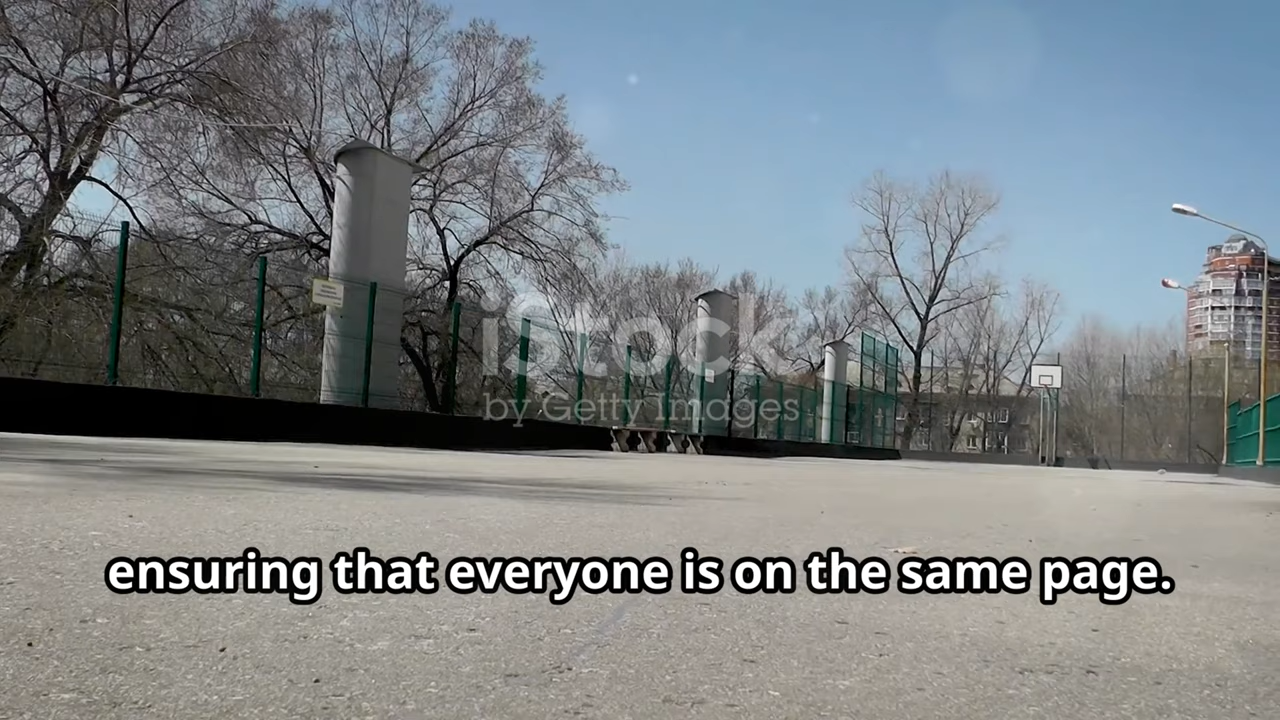 iStock
by Getty Images
ensuring that everyone is on the same page.